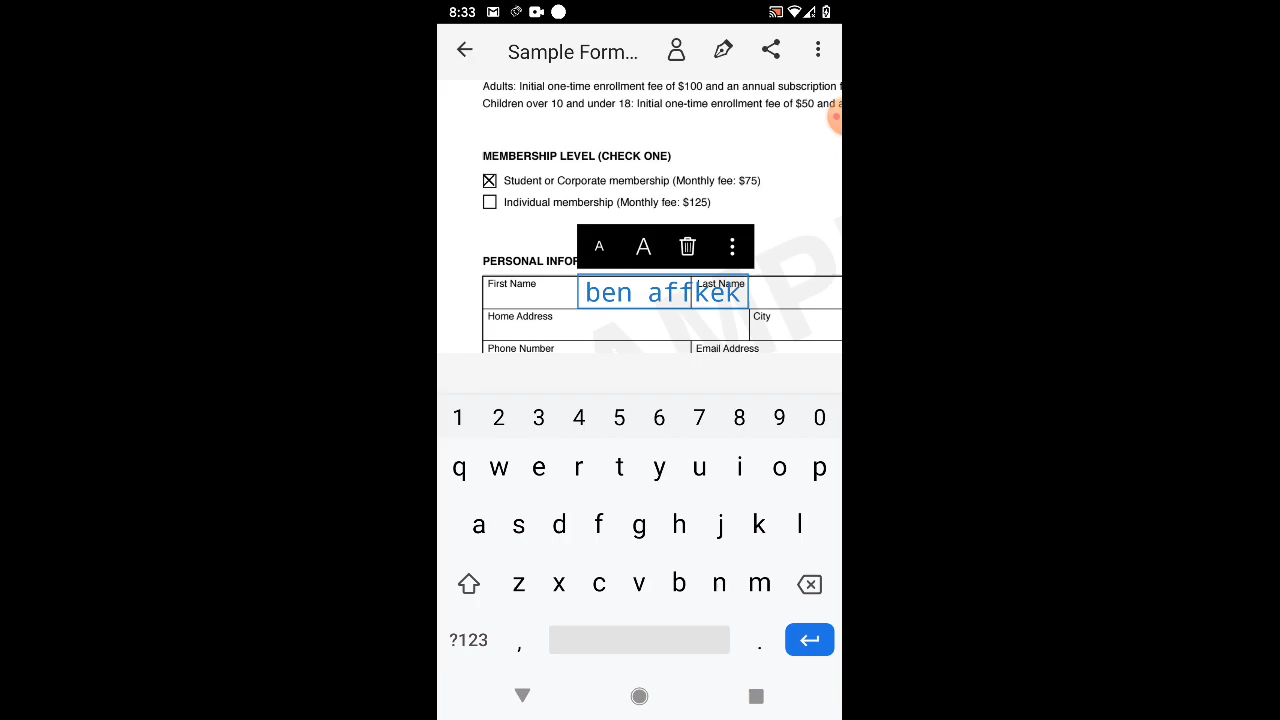 8:33
Sample Form...
Adults: Initial one-time enrollment fee of $100 and an annual subscription
Children over 10 and under 18: Initial one-time enrollment fee of $50 and
MEMBERSHIP LEVEL (CHECK ONE)
Student or Corporate membership (Monthly fee: $75)
Individual membership (Monthly fee: $125)
A A
PERSONAL
First Name ben affkek Last Name
Home Address City
Phone Number Email Address
1 2 3 4 5 6 7 8 9 0
q w e r t y u i o p
a s d f g h j k l
z x c v b n m
?123 , .